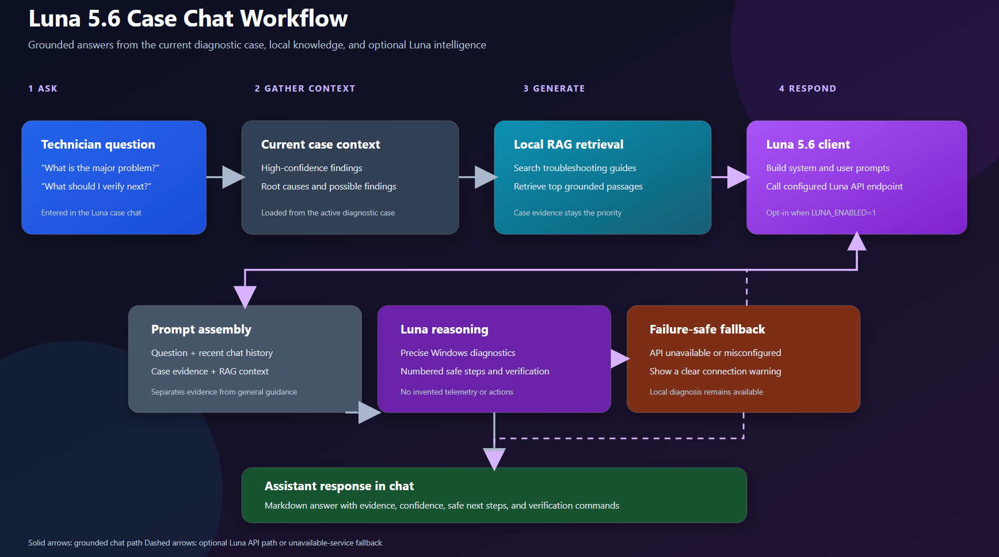 Luna 5.6 Case Chat Workflow
Grounded answers from the current diagnostic case, local knowledge, and optional Luna intelligence
1 ASK
2 GATHER CONTEXT
3 GENERATE
4 RESPOND
Technician question
“What is the major problem?”
“What should I verify next?”
Entered in the Luna case chat
Current case context
High-confidence findings
Root causes and possible findings
Loaded from the active diagnostic case
Local RAG retrieval
Search troubleshooting guides
Retrieve top grounded passages
Case evidence stays the priority
Luna 5.6 client
Build system and user prompts
Call configured Luna API endpoint
Opt-in when LUNA_ENABLED=1
Prompt assembly
Question + recent chat history
Case evidence + RAG context
Separates evidence from general guidance
Luna reasoning
Precise Windows diagnostics
Numbered safe steps and verification
No invented telemetry or actions
Failure-safe fallback
API unavailable or misconfigured
Show a clear connection warning
Local diagnosis remains available
Assistant response in chat
Markdown answer with evidence, confidence, safe next steps, and verification commands
Solid arrows: grounded chat path Dashed arrows: optional Luna API path or unavailable-service fallback